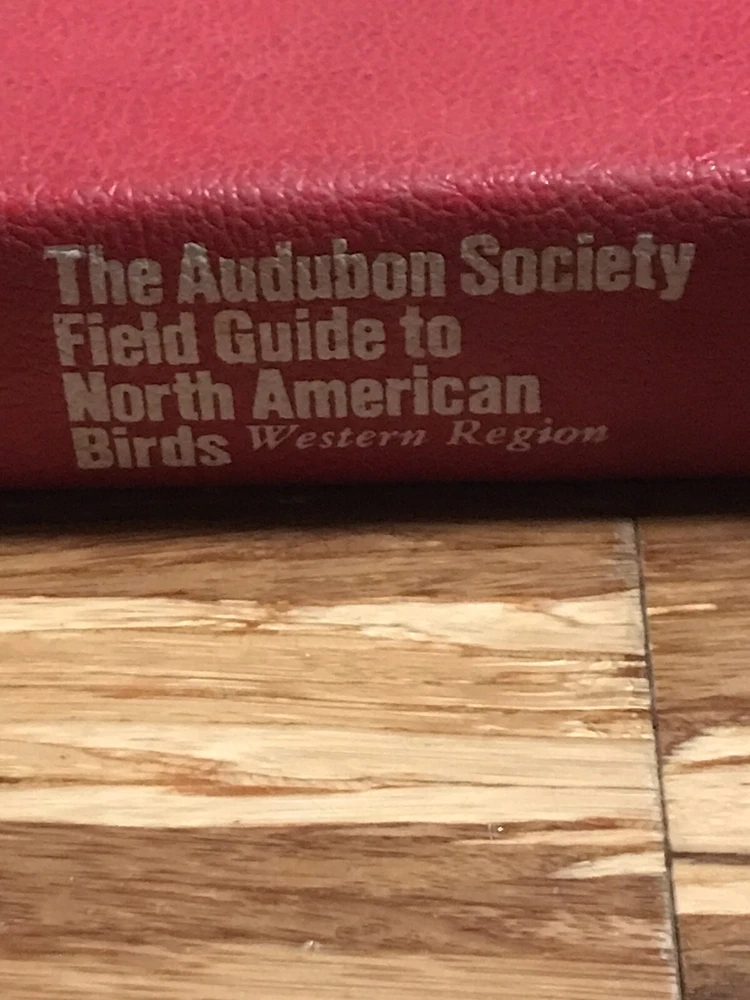 The Audubon Society
Field Guide to
North American
Birds Western Region